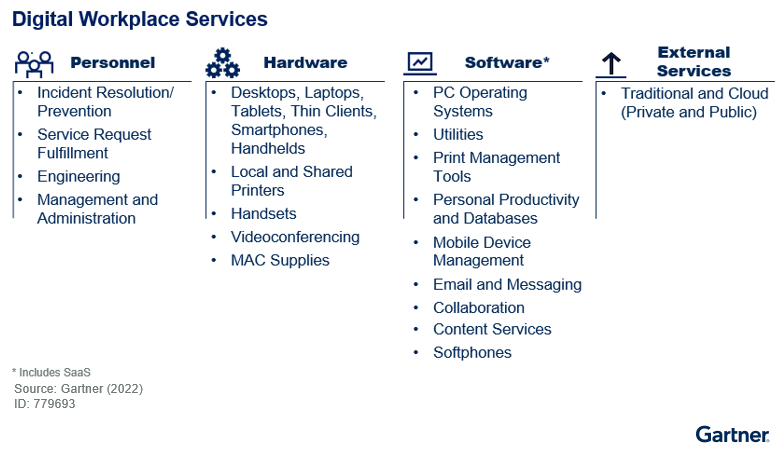 Digital Workplace Services
Personnel
• Incident Resolution/
Prevention
• Service Request
Fulfillment
• Engineering
• Management and
Administration
Hardware
• Desktops, Laptops,
Tablets, Thin Clients,
Smartphones,
Handhelds
• Local and Shared
Printers
• Handsets
• Videoconferencing
• MAC Supplies
Software*
• PC Operating
Systems
• Utilities
• Print Management
Tools
• Personal Productivity
and Databases
• Mobile Device
Management
• Email and Messaging
• Collaboration
• Content Services
• Softphones
External
Services
• Traditional and Cloud
(Private and Public)
* Includes SaaS
Source: Gartner (2022)
ID: 779693
Gartner